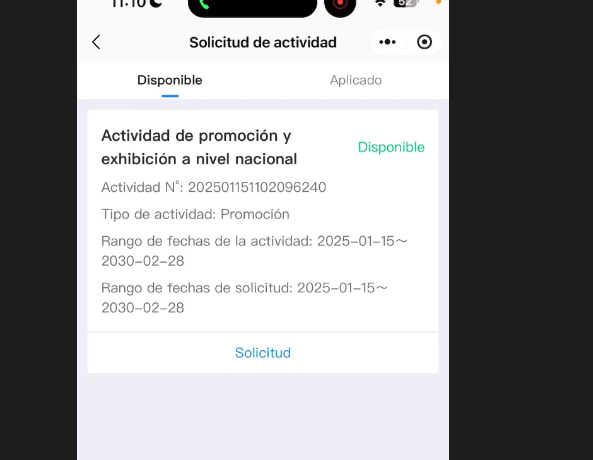 11:10
52
Solicitud de actividad
Disponible
Aplicado
Actividad de promoción y
exhibición a nivel nacional
Disponible
Actividad N°: 202501151102096240
Tipo de actividad: Promoción
Rango de fechas de la actividad: 2025-01-15～
2030-02-28
Rango de fechas de solicitud: 2025-01-15～
2030-02-28
Solicitud